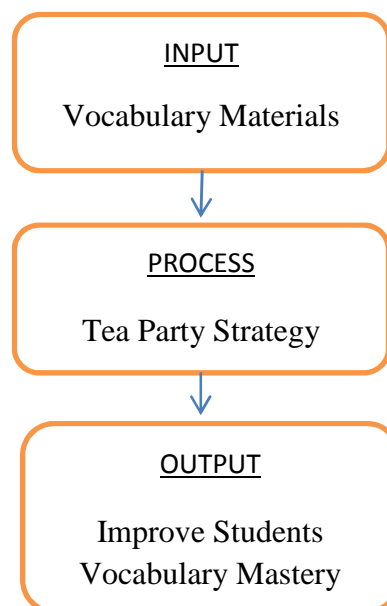 INPUT
Vocabulary Materials
PROCESS
Tea Party Strategy
OUTPUT
Improve Students
Vocabulary Mastery